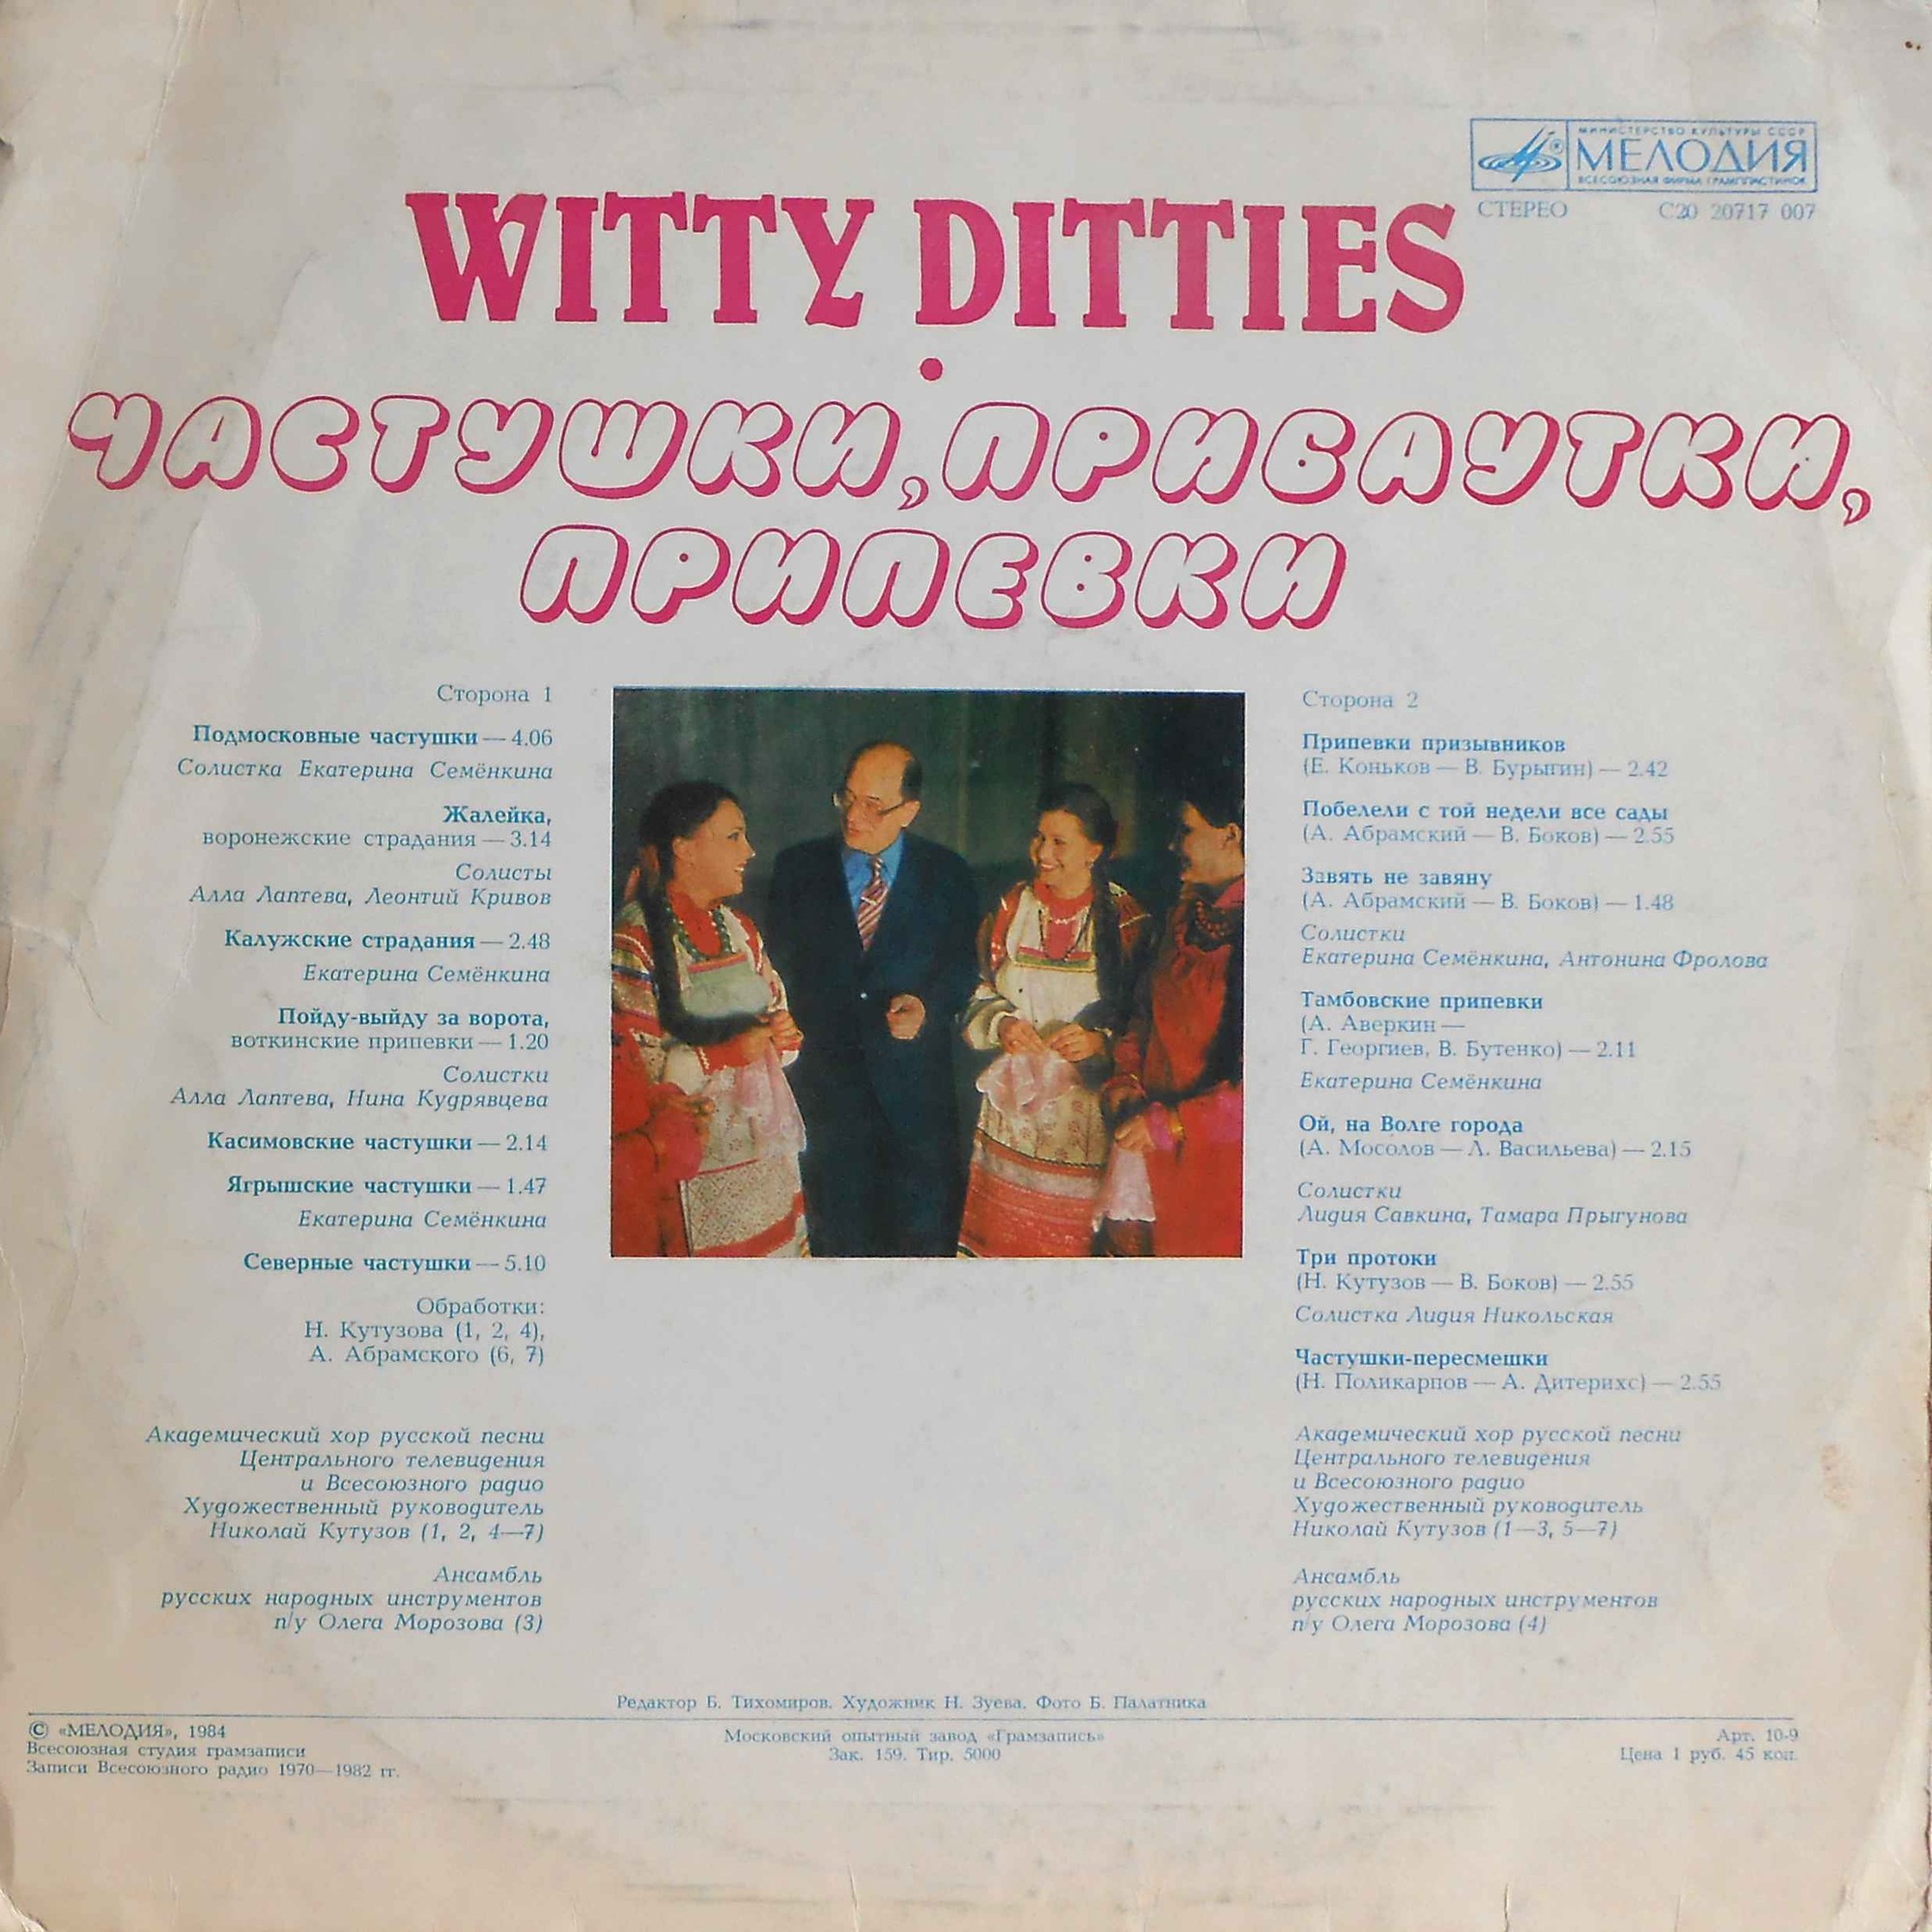 МИНИСТЕРСТВО КУЛЬТУРЫ СССР
МЕЛОДИЯ
ВСЕСОЮЗНАЯ ФИРМА ГРАМПЛАСТИНОК
СТЕРЕО С20 20717 007
WITTY DITTIES
•
ЧАСТУШКИ, ПРИБАУТКИ,
ПРИПЕВКИ
Сторона 1
Подмосковные частушки — 4.06
Солистка Екатерина Семёнкина
Жалейка,
воронежские страдания — 3.14
Солисты
Алла Лаптева, Леонтий Кривов
Калужские страдания — 2.48
Екатерина Семёнкина
Пойду-выйду за ворота,
воткинские припевки — 1.20
Солистки
Алла Лаптева, Нина Кудрявцева
Касимовские частушки — 2.14
Ягрышские частушки — 1.47
Екатерина Семёнкина
Северные частушки — 5.10
Обработки:
Н. Кутузова (1, 2, 4),
А. Абрамского (6, 7)
Академический хор русской песни
Центрального телевидения
и Всесоюзного радио
Художественный руководитель
Николай Кутузов (1, 2, 4—7)
Ансамбль
русских народных инструментов
п/у Олега Морозова (3)
Сторона 2
Припевки призывников
(Е. Коньков — В. Бурыгин) — 2.42
Побелели с той недели все сады
(А. Абрамский — В. Боков) — 2.55
Завять не завяну
(А. Абрамский — В. Боков) — 1.48
Солистки
Екатерина Семёнкина, Антонина Фролова
Тамбовские припевки
(А. Аверкин —
Г. Георгиев, В. Бутенко) — 2.11
Екатерина Семёнкина
Ой, на Волге города
(А. Мосолов — Л. Васильева) — 2.15
Солистки
Лидия Савкина, Тамара Прыгунова
Три протоки
(Н. Кутузов — В. Боков) — 2.55
Солистка Лидия Никольская
Частушки-пересмешки
(Н. Поликарпов — А. Дитерихс) — 2.55
Академический хор русской песни
Центрального телевидения
и Всесоюзного радио
Художественный руководитель
Николай Кутузов (1—3, 5—7)
Ансамбль
русских народных инструментов
п/у Олега Морозова (4)
Редактор Б. Тихомиров. Художник Н. Зуева. Фото Б. Палатника
© «МЕЛОДИЯ», 1984
Всесоюзная студия грамзаписи
Записи Всесоюзного радио 1970—1982 гг.
Московский опытный завод «Грамзапись»
Зак. 159. Тир. 5000
Арт. 10-9
Цена 1 руб. 45 коп.